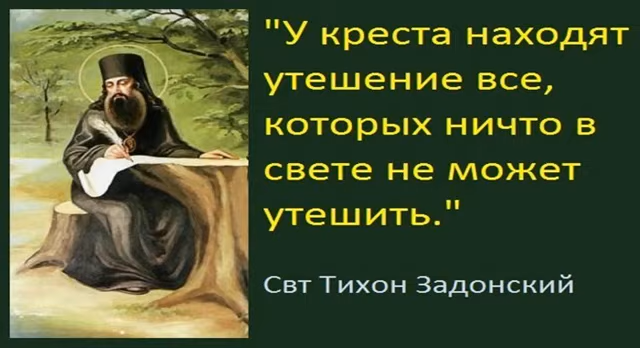 "У креста находят
утешение все,
которых ничто в
свете не может
утешить."
Свт Тихон Задонский